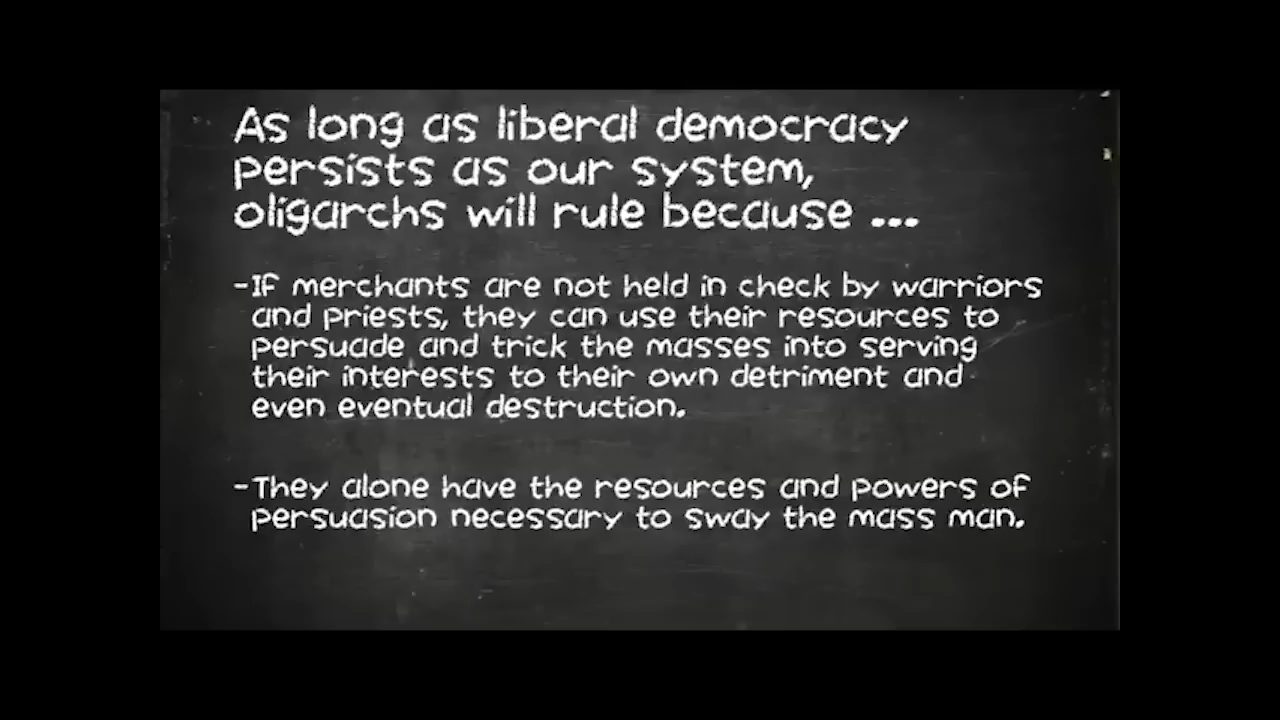 As long as liberal democracy
persists as our system,
oligarchs will rule because ...
-If merchants are not held in check by warriors
and priests, they can use their resources to
persuade and trick the masses into serving
their interests to their own detriment and
even eventual destruction.
-They alone have the resources and powers of
persuasion necessary to sway the mass man.